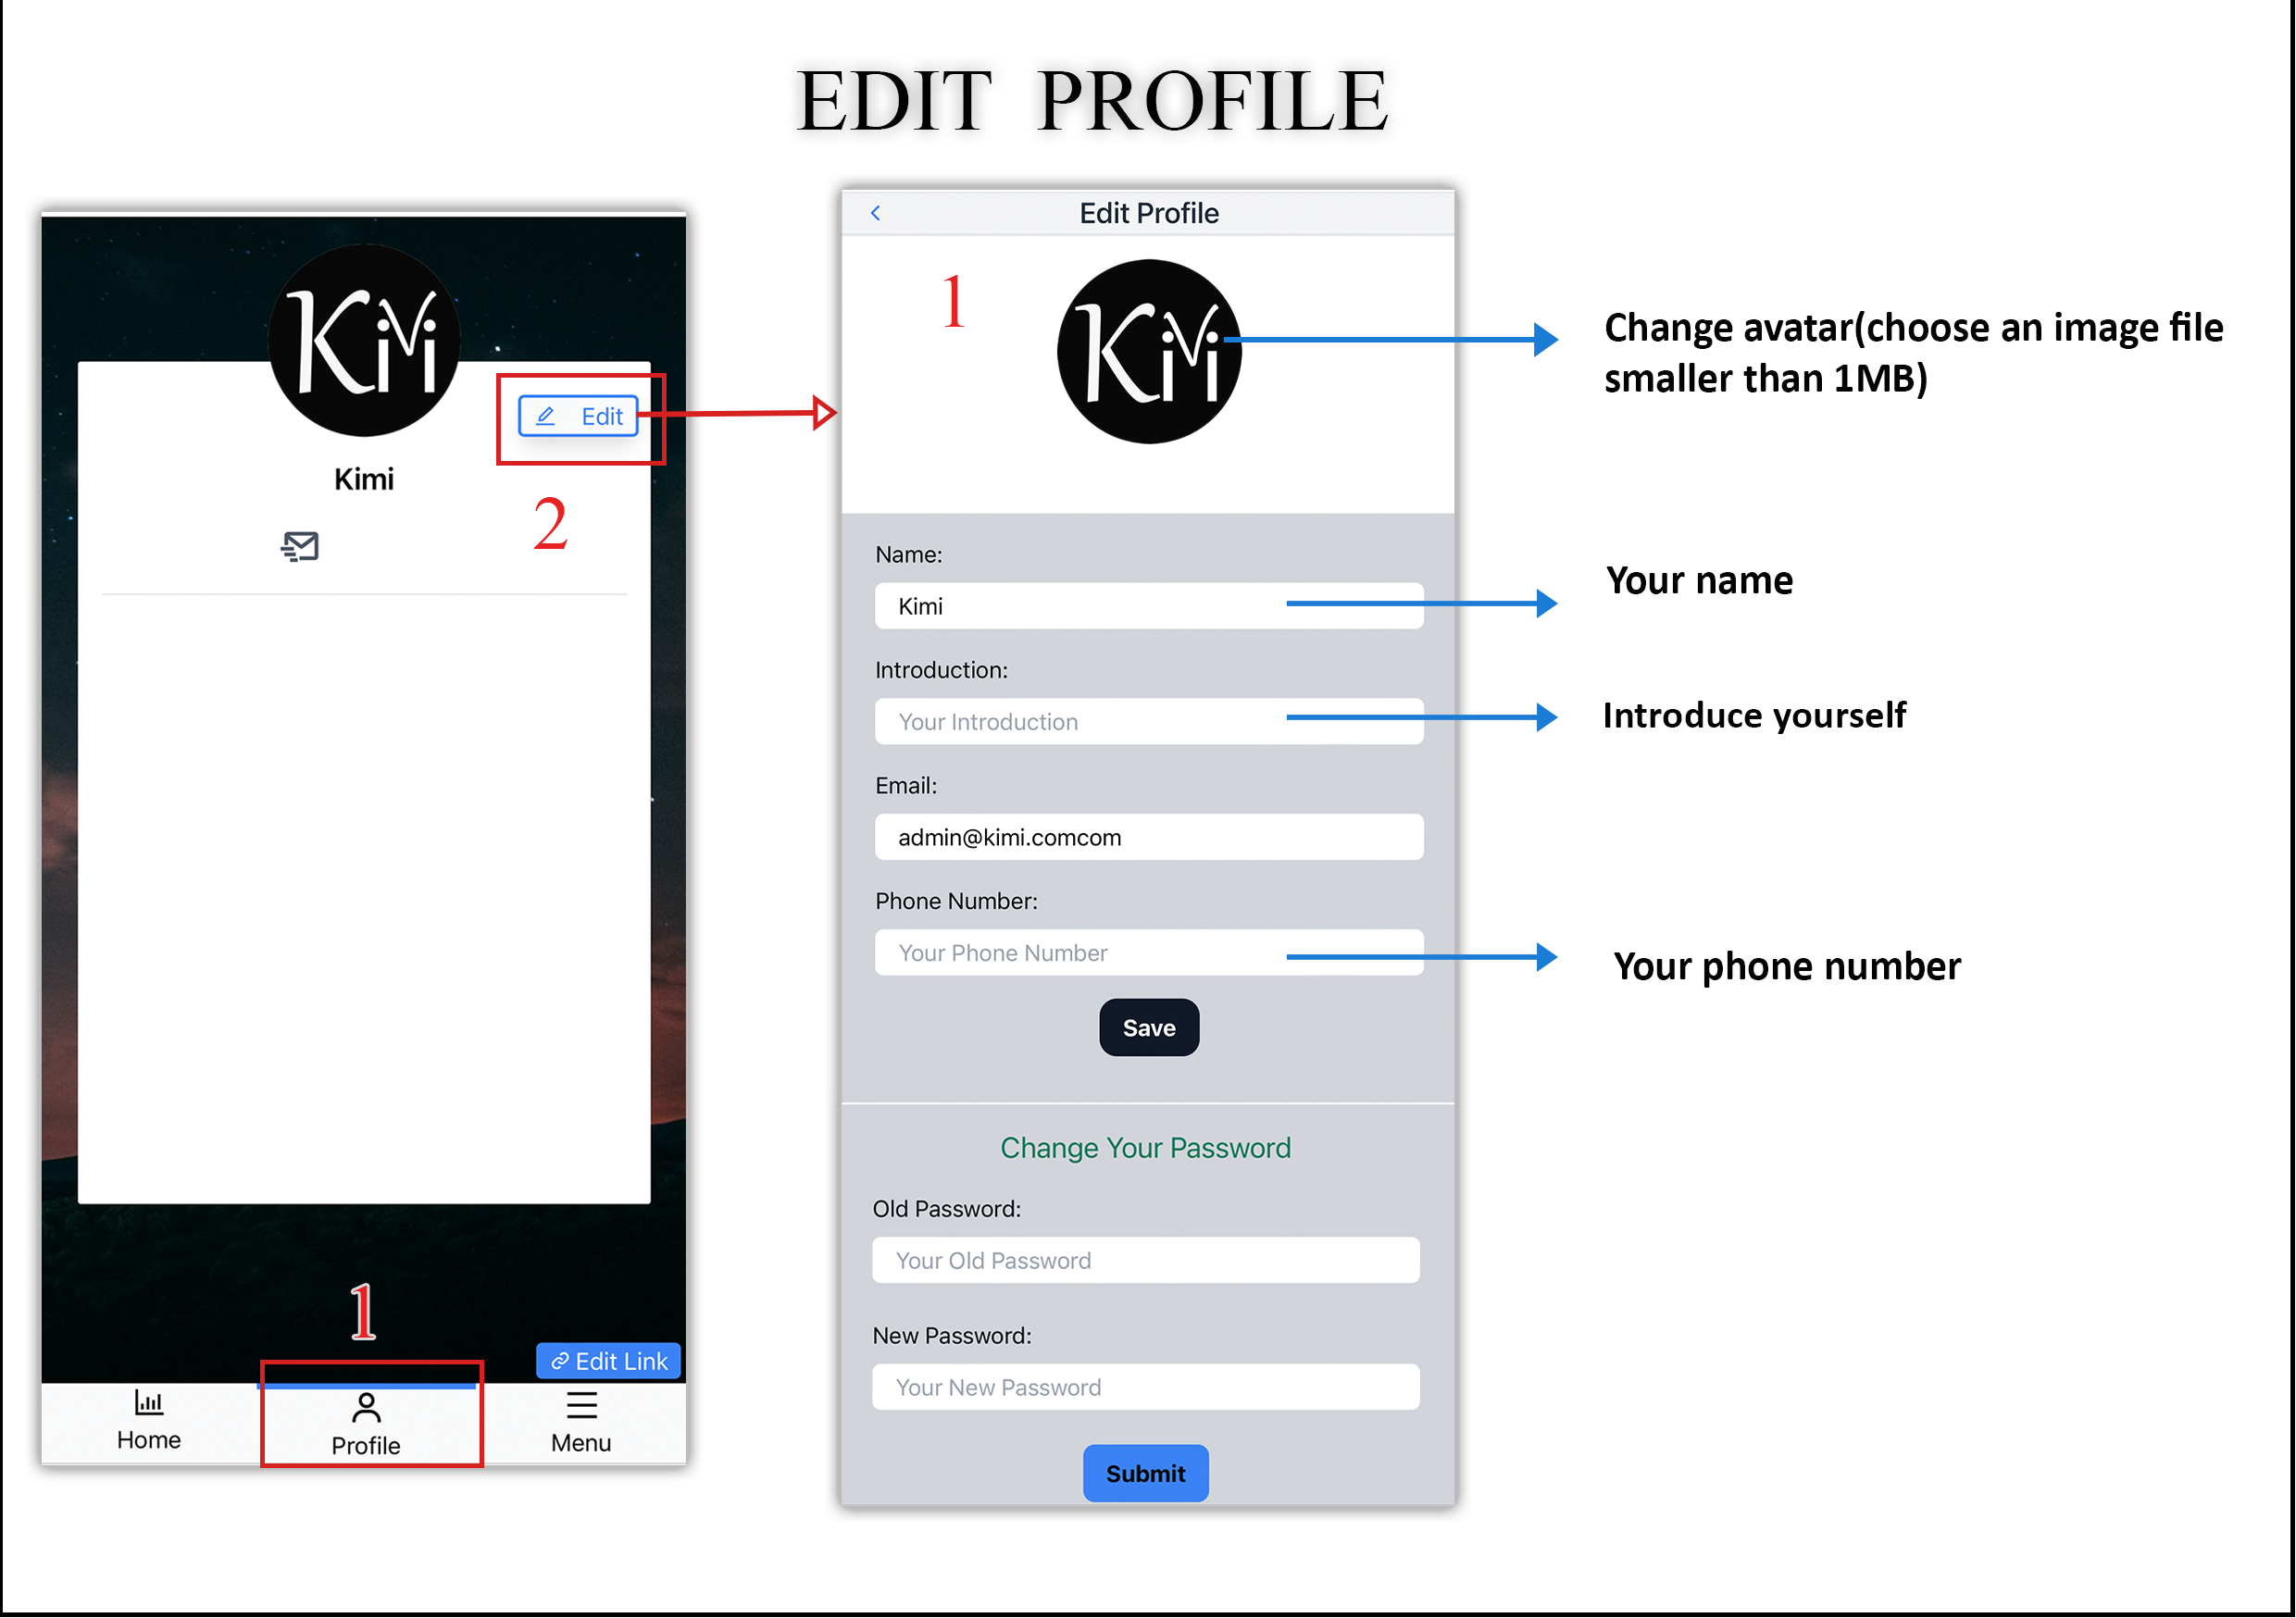 EDIT PROFILE
Kimi
Edit
Kimi
2
1
Edit Link
Home
Profile
Menu
Edit Profile
1
Kimi
Change avatar(choose an image file
smaller than 1MB)
Name:
Kimi
Your name
Introduction:
Your Introduction
Introduce yourself
Email:
admin@kimi.comcom
Phone Number:
Your Phone Number
Your phone number
Save
Change Your Password
Old Password:
Your Old Password
New Password:
Your New Password
Submit